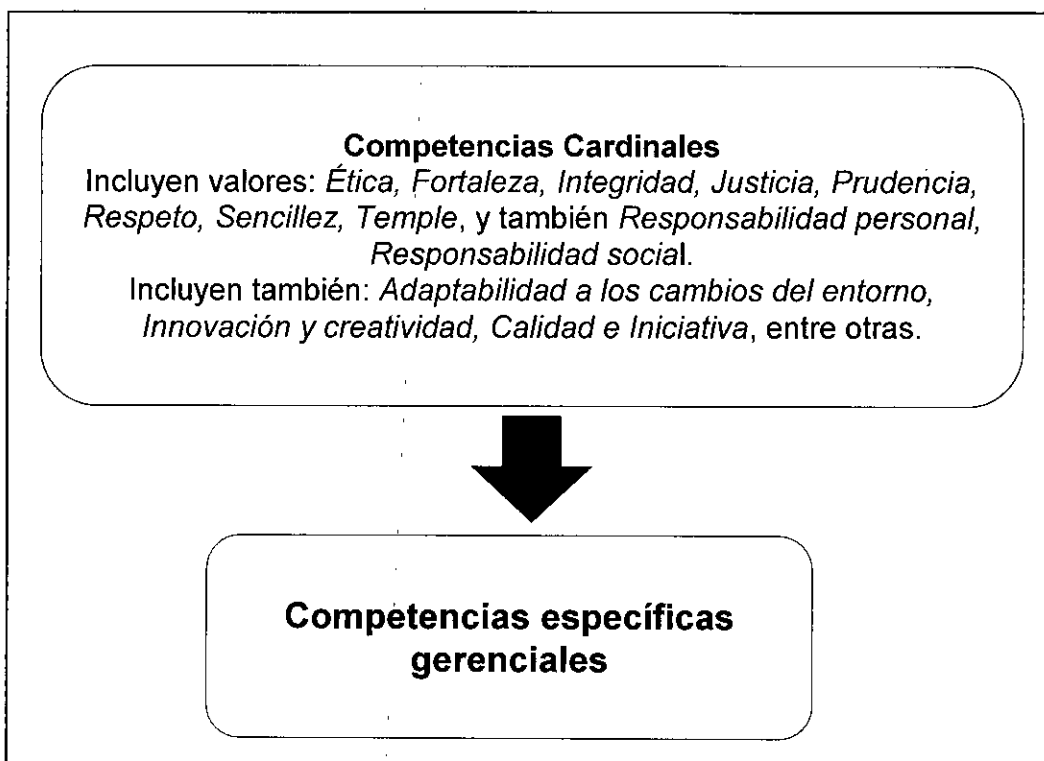 Competencias Cardinales
Incluyen valores: Ética, Fortaleza, Integridad, Justicia, Prudencia,
Respeto, Sencillez, Temple, y también Responsabilidad personal,
Responsabilidad social.
Incluyen también: Adaptabilidad a los cambios del entorno,
Innovación y creatividad, Calidad e Iniciativa, entre otras.
Competencias específicas
gerenciales